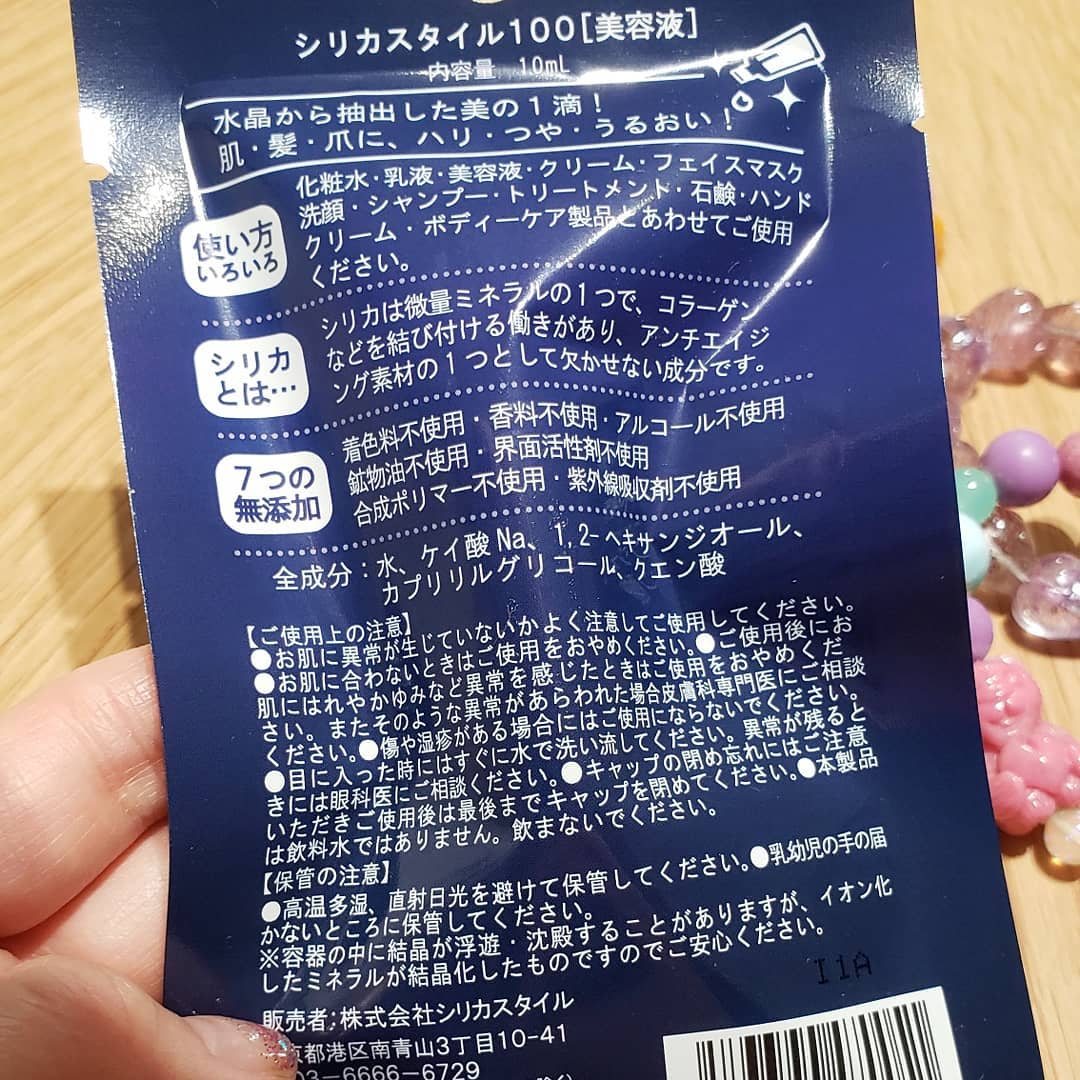 シリカスタイル100[美容液]
内容量 10mL
水晶から抽出した美の1滴!
肌・髪・爪に、ハリ・つや・うるおい!
使い方
いろいろ
化粧水・乳液・美容液・クリーム・フェイスマスク
洗顔・シャンプー・トリートメント・石鹸・ハンド
クリーム・ボディーケア製品とあわせてご使用
ください。
シリカ
とは…
シリカは微量ミネラルの1つで、コラーゲン
などを結び付ける働きがあり、アンチエイジ
ング素材の1つとして欠かせない成分です。
7つの
無添加
着色料不使用・香料不使用・アルコール不使用
鉱物油不使用・界面活性剤不使用
合成ポリマー不使用・紫外線吸収剤不使用
全成分:水、ケイ酸Na、1,2-ヘキサンジオール、
カプリリルグリコール、クエン酸
【ご使用上の注意】
●お肌に異常が生じていないかよく注意してご使用してください。
●お肌に合わないときはご使用をおやめください。●ご使用後にお
肌にはれやかゆみなど異常を感じたときはご使用をおやめくだ
さい。またそのような異常があらわれた場合皮膚科専門医にご相談
ください。●傷や湿疹がある場合にはご使用にならないでください。
●目に入った時にはすぐに水で洗い流してください。異常が残ると
きには眼科医にご相談ください。●キャップの閉め忘れにはご注意
いただきご使用後は最後までキャップを閉めてください。●本製品
は飲料水ではありません。飲まないでください。
【保管の注意】
●高温多湿、直射日光を避けて保管してください。●乳幼児の手の届
かないところに保管してください。
※容器の中に結晶が浮遊・沈殿することがありますが、イオン化
したミネラルが結晶化したものですのでご安心ください。
I1A
販売者:株式会社シリカスタイル
京都港区南青山3丁目10-41
03-6666-6729